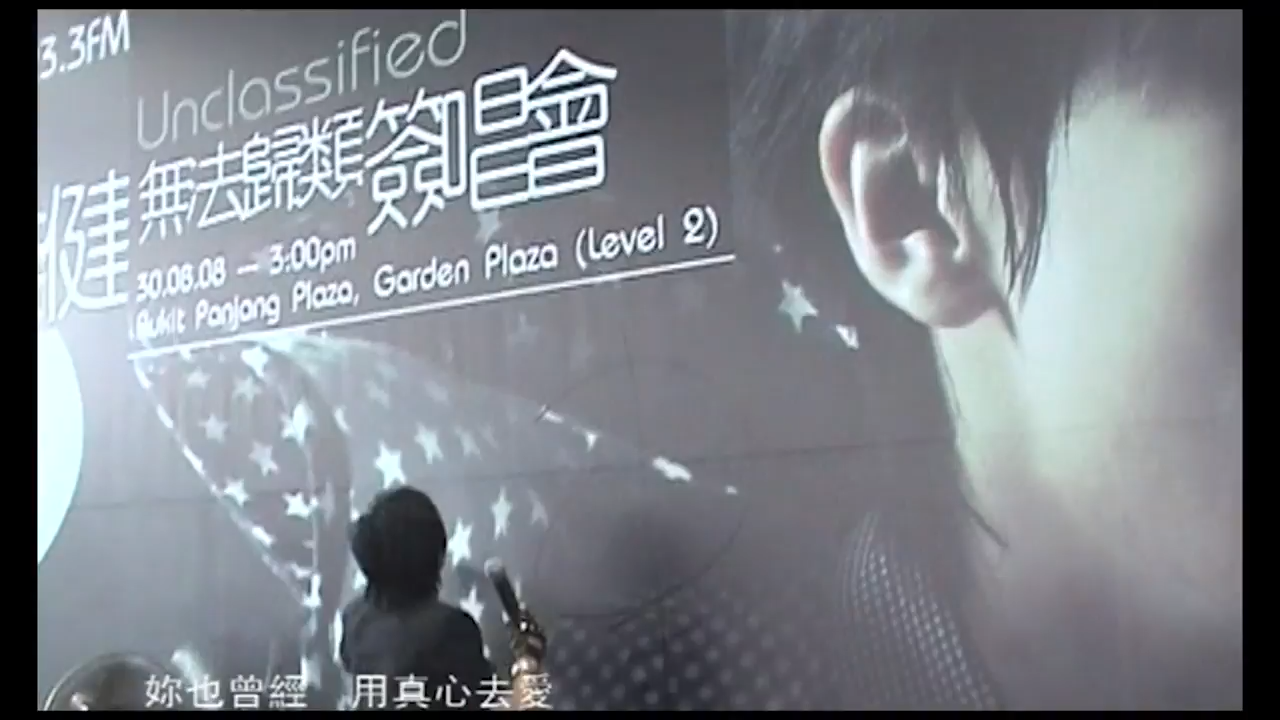 3.3FM
Unclassified
健 無法歸類簽唱會
30.08.08 - 3:00pm
Bukit Panjang Plaza, Garden Plaza (Level 2)
妳也曾經 用真心去愛